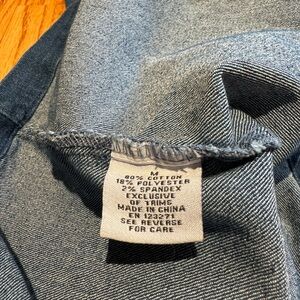 M
80% COTTON
18% POLYESTER
2% SPANDEX
EXCLUSIVE
OF TRIMS
MADE IN CHINA
EN 123271
SEE REVERSE
FOR CARE